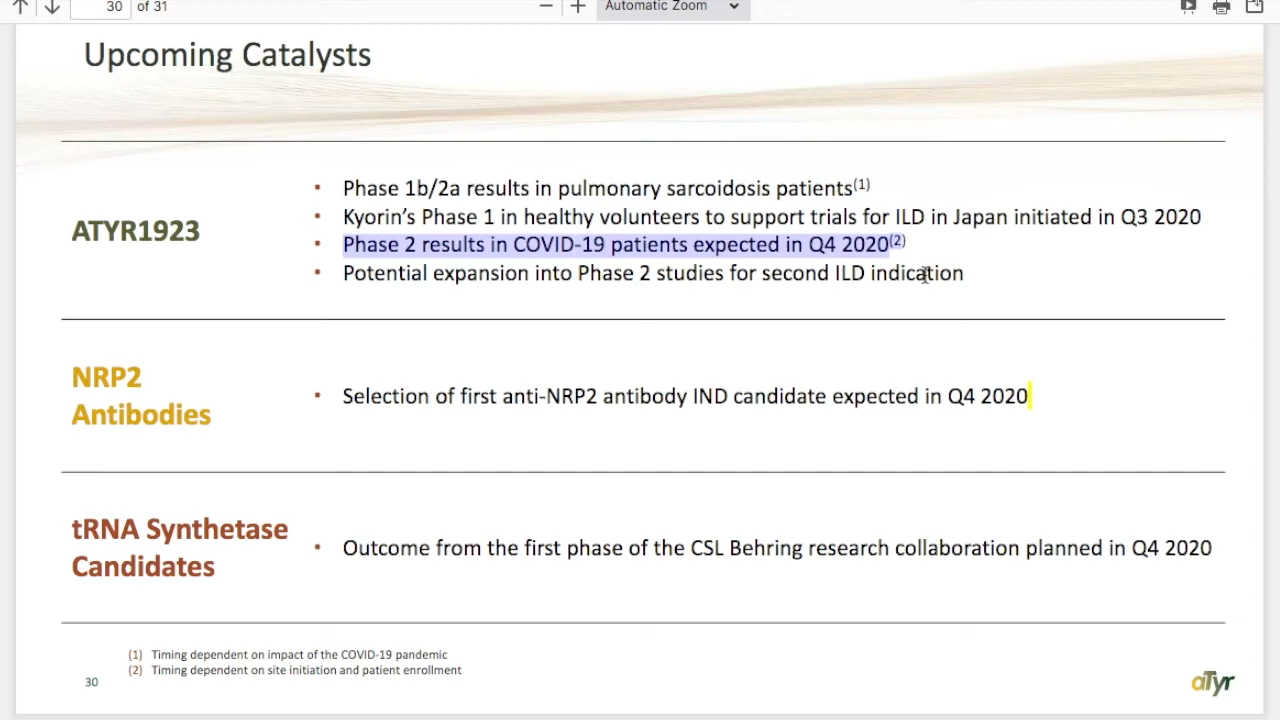 30 of 31
Automatic Zoom
Upcoming Catalysts
ATYR1923
• Phase 1b/2a results in pulmonary sarcoidosis patients(1)
• Kyorin's Phase 1 in healthy volunteers to support trials for ILD in Japan initiated in Q3 2020
• Phase 2 results in COVID-19 patients expected in Q4 2020(2)
• Potential expansion into Phase 2 studies for second ILD indication
NRP2
Antibodies
• Selection of first anti-NRP2 antibody IND candidate expected in Q4 2020
tRNA Synthetase
Candidates
• Outcome from the first phase of the CSL Behring research collaboration planned in Q4 2020
(1) Timing dependent on impact of the COVID-19 pandemic
(2) Timing dependent on site initiation and patient enrollment
30
aTyr